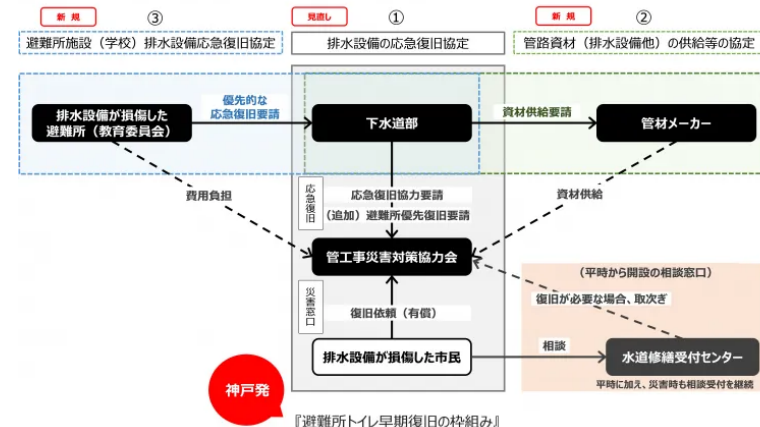 新 規
③
見直し
①
新 規
②
避難所施設（学校）排水設備応急復旧協定
排水設備の応急復旧協定
管路資材（排水設備他）の供給等の協定
排水設備が損傷した
避難所（教育委員会）
優先的な
応急復旧要請
下水道部
資材供給要請
管材メーカー
費用負担
応急復旧
応急復旧協力要請
（追加）避難所優先復旧要請
資材供給
管工事災害対策協力会
（平時から開設の相談窓口）
災害窓口
復旧依頼（有償）
復旧が必要な場合、取次ぎ
排水設備が損傷した市民
相談
水道修繕受付センター
平時に加え、災害時も相談受付を継続
神戸発
『避難所トイレ早期復旧の枠組み』